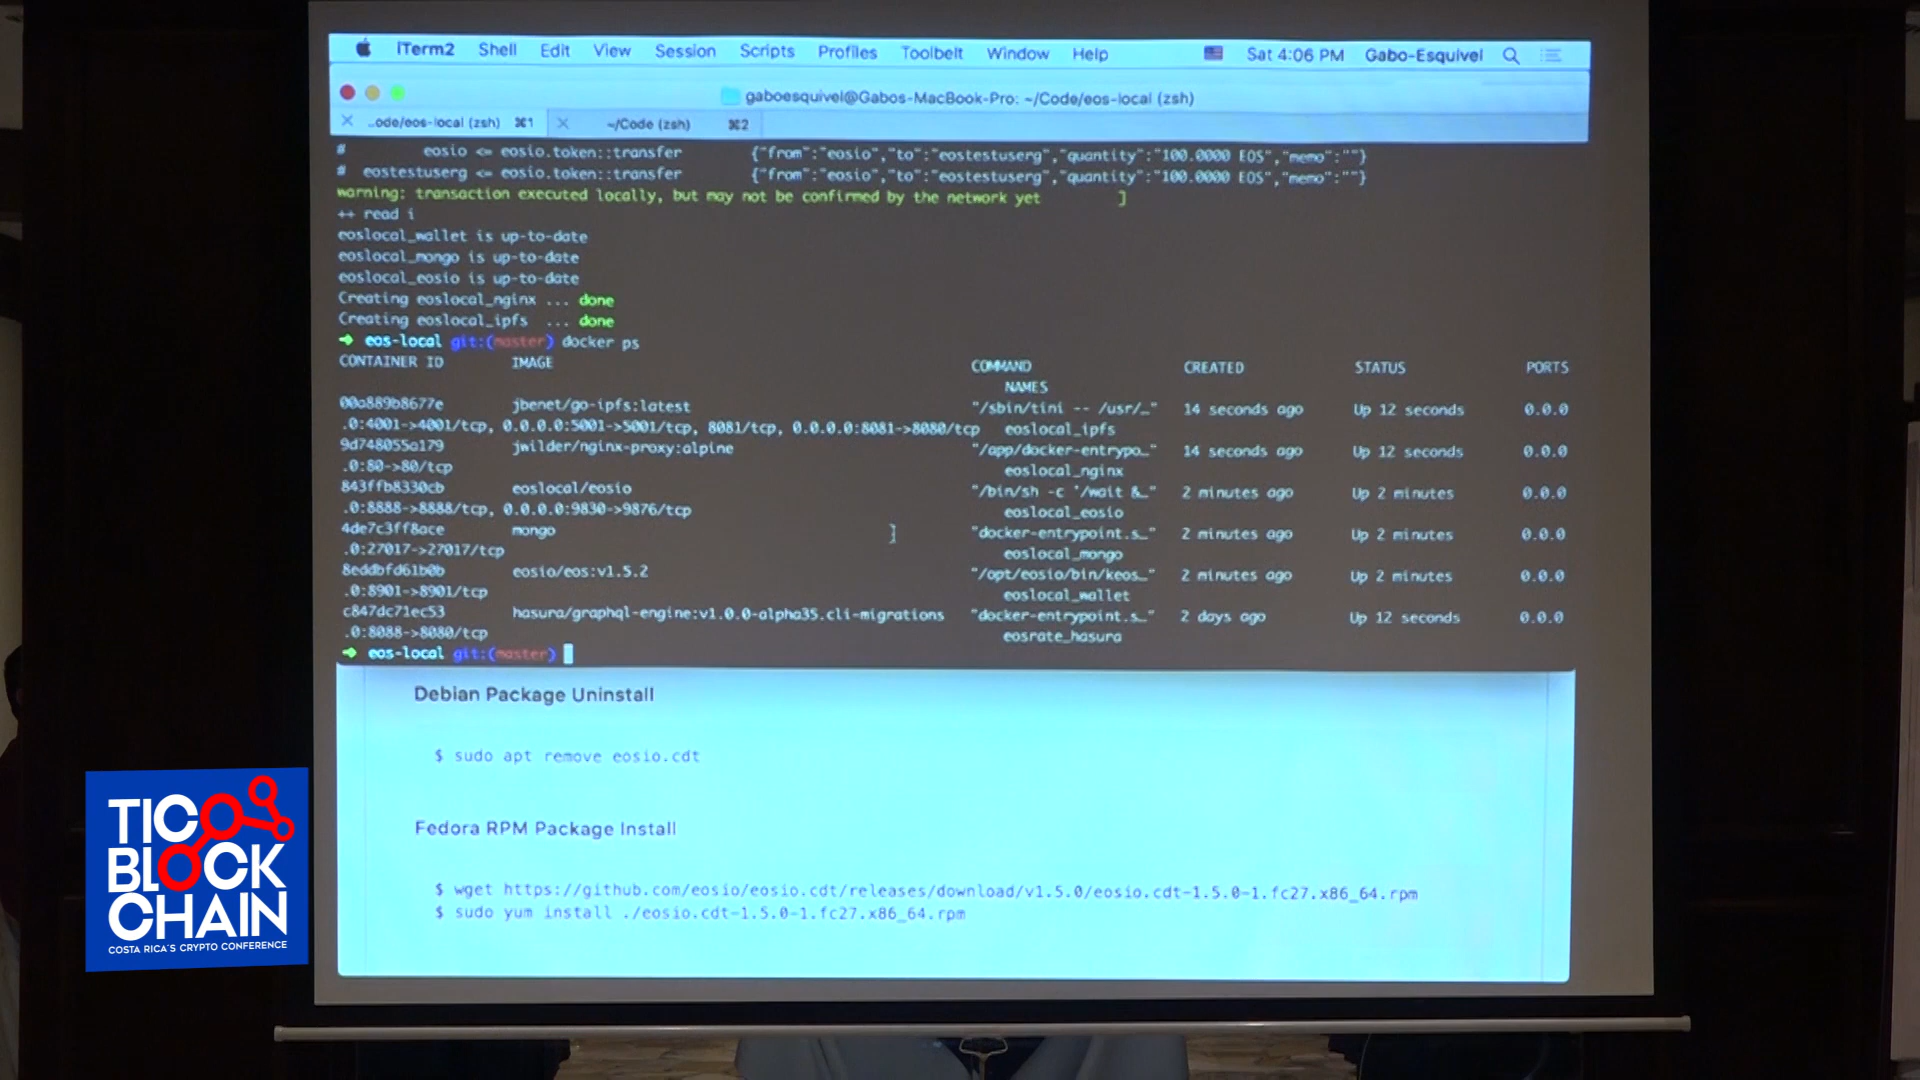 iTerm2 Shell Edit View Session Scripts Profiles Toolbelt Window Help Sat 4:06 PM Gabo-Esquivel
gaboesquivel@Gabos-MacBook-Pro: ~/Code/eos-local (zsh)
..ode/eos-local (zsh) ⌘1 ~/Code (zsh) ⌘2
# eosio <= eosio.token::transfer {"from":"eosio","to":"eostestuserg","quantity":"100.0000 EOS","memo":""}
# eostestuserg <= eosio.token::transfer {"from":"eosio","to":"eostestuserg","quantity":"100.0000 EOS","memo":""}
warning: transaction executed locally, but may not be confirmed by the network yet ]
++ read i
eoslocal_wallet is up-to-date
eoslocal_mongo is up-to-date
eoslocal_eosio is up-to-date
Creating eoslocal_nginx ... done
Creating eoslocal_ipfs ... done
➜ eos-local git:(master) docker ps
CONTAINER ID IMAGE COMMAND CREATED STATUS PORTS
NAMES
00a889b8677e jbenet/go-ipfs:latest "/sbin/tini -- /usr/…" 14 seconds ago Up 12 seconds 0.0.0
.0:4001->4001/tcp, 0.0.0.0:5001->5001/tcp, 8081/tcp, 0.0.0.0:8081->8080/tcp eoslocal_ipfs
9d748055a179 jwilder/nginx-proxy:alpine "/app/docker-entrypo…" 14 seconds ago Up 12 seconds 0.0.0
.0:80->80/tcp eoslocal_nginx
843ffb8330cb eoslocal/eosio "/bin/sh -c '/wait &…" 2 minutes ago Up 2 minutes 0.0.0
.0:8888->8888/tcp, 0.0.0.0:9830->9876/tcp eoslocal_eosio
4de7c3ff8ace mongo "docker-entrypoint.s…" 2 minutes ago Up 2 minutes 0.0.0
.0:27017->27017/tcp eoslocal_mongo
8eddbfd61b0b eosio/eos:v1.5.2 "/opt/eosio/bin/keos…" 2 minutes ago Up 2 minutes 0.0.0
.0:8901->8901/tcp eoslocal_wallet
c847dc71ec53 hasura/graphql-engine:v1.0.0-alpha35.cli-migrations "docker-entrypoint.s…" 2 days ago Up 12 seconds 0.0.0
.0:8088->8080/tcp eosrate_hasura
➜ eos-local git:(master)
Debian Package Uninstall
$ sudo apt remove eosio.cdt
Fedora RPM Package Install
$ wget https://github.com/eosio/eosio.cdt/releases/download/v1.5.0/eosio.cdt-1.5.0-1.fc27.x86_64.rpm
$ sudo yum install ./eosio.cdt-1.5.0-1.fc27.x86_64.rpm
TICO
BLOCK
CHAIN
COSTA RICA'S CRYPTO CONFERENCE